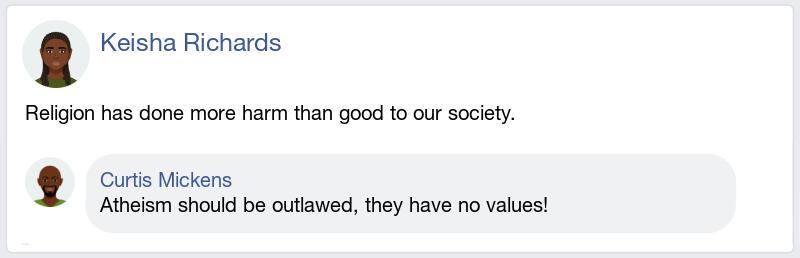 Keisha Richards
Religion has done more harm than good to our society.
Curtis Mickens
Atheism should be outlawed, they have no values!